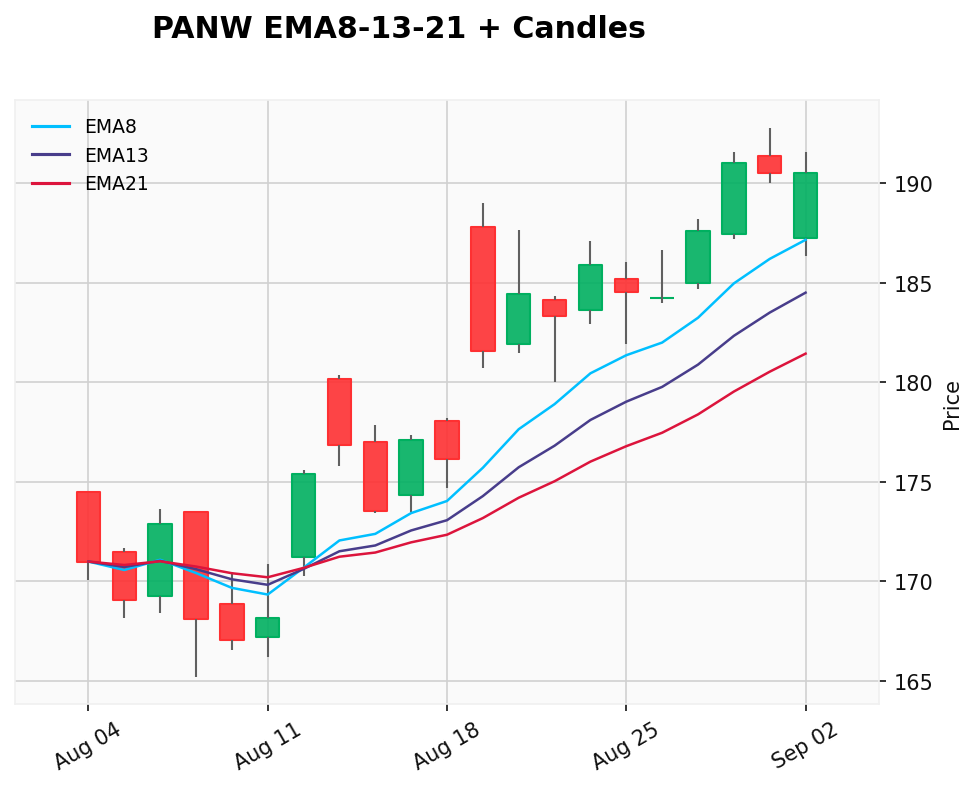 PANW EMA8-13-21 + Candles
EMA8
EMA13
EMA21
190
185
180
175
170
165
Price
Aug 04
Aug 11
Aug 18
Aug 25
Sep 02